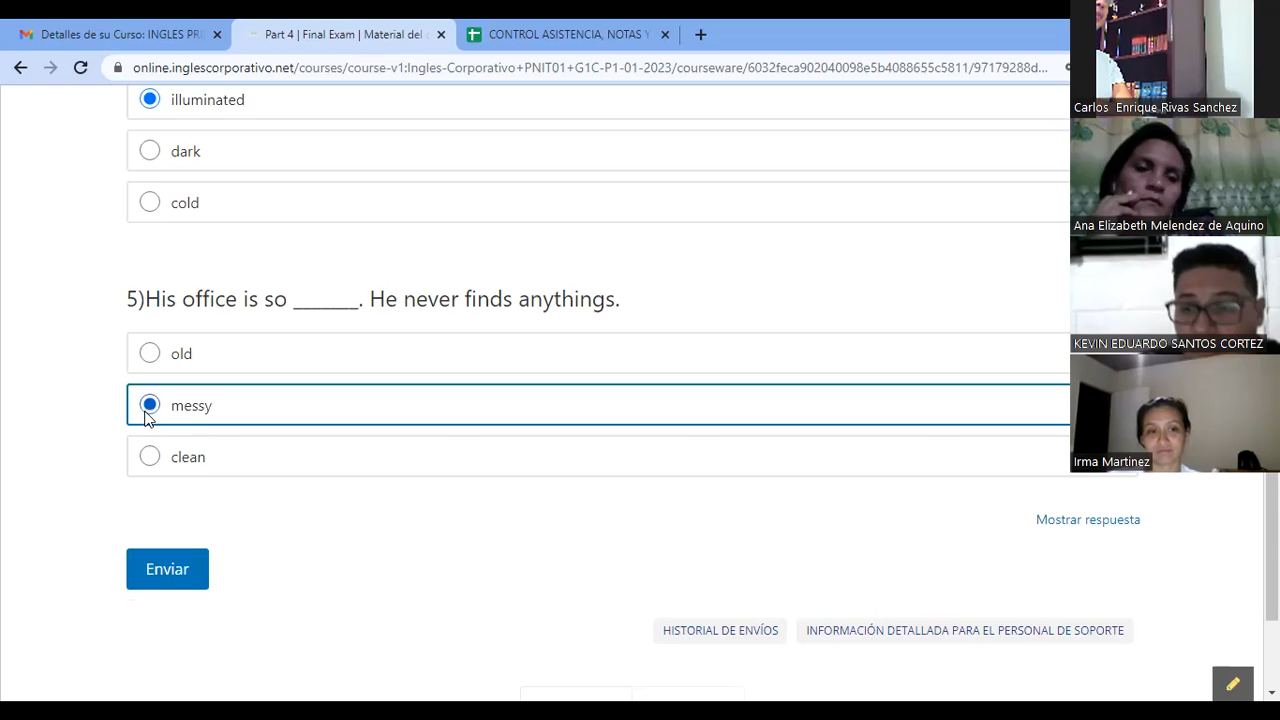 Detalles de su Curso: INGLES PRI
Part 4 | Final Exam | Material del
CONTROL ASISTENCIA, NOTAS Y
online.inglescorporativo.net/courses/course-v1:Ingles-Corporativo+PNIT01+G1C-P1-01-2023/courseware/6032feca902040098e5b4088655c5811/97179288d...
illuminated
dark
cold
5)His office is so _______. He never finds anythings.
old
messy
clean
Mostrar respuesta
Enviar
HISTORIAL DE ENVÍOS
INFORMACIÓN DETALLADA PARA EL PERSONAL DE SOPORTE
Carlos Enrique Rivas Sanchez
Ana Elizabeth Melendez de Aquino
KEVIN EDUARDO SANTOS CORTEZ
Irma Martinez